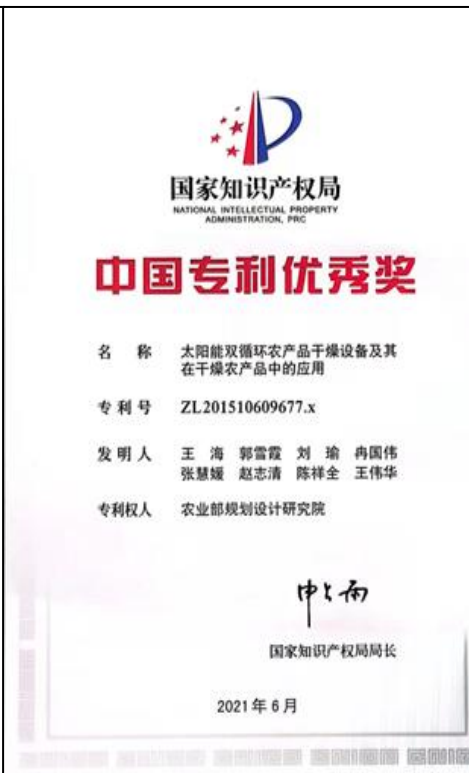 国家知识产权局
NATIONAL INTELLECTUAL PROPERTY
ADMINISTRATION, PRC
中国专利优秀奖
名 称 太阳能双循环农产品干燥设备及其
在干燥农产品中的应用
专 利 号 ZL201510609677.x
发 明 人 王 海 郭雪霞 刘 瑜 冉国伟
张慧媛 赵志清 陈祥全 王伟华
专利权人 农业部规划设计研究院
申长雨
国家知识产权局局长
2021年6月